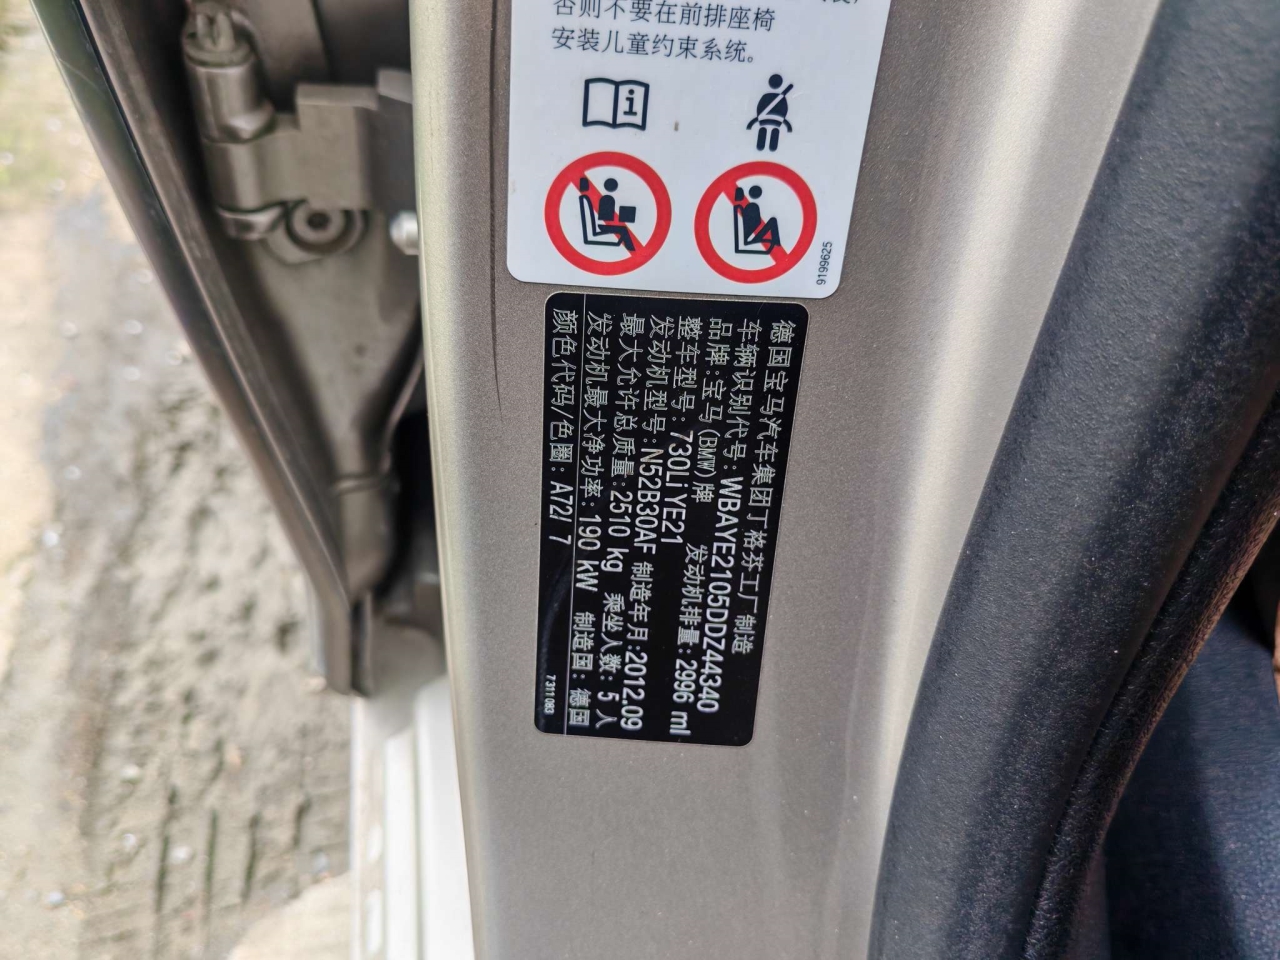 否则不要在前排座椅
安装儿童约束系统。
9199625
德国宝马汽车集团丁格芬工厂制造
车辆识别代号:WBAYE2105DDZ44340
品牌:宝马(BMW)牌 发动机排量:2996 ml
整车型号:730Li YE21
发动机型号:N52B30AF 制造年月:2012.09
最大允许总质量:2510 kg 乘坐人数: 5 人
发动机最大净功率: 190 kW 制造国: 德国
颜色代码/色圈: A72/ 7
7 311 083